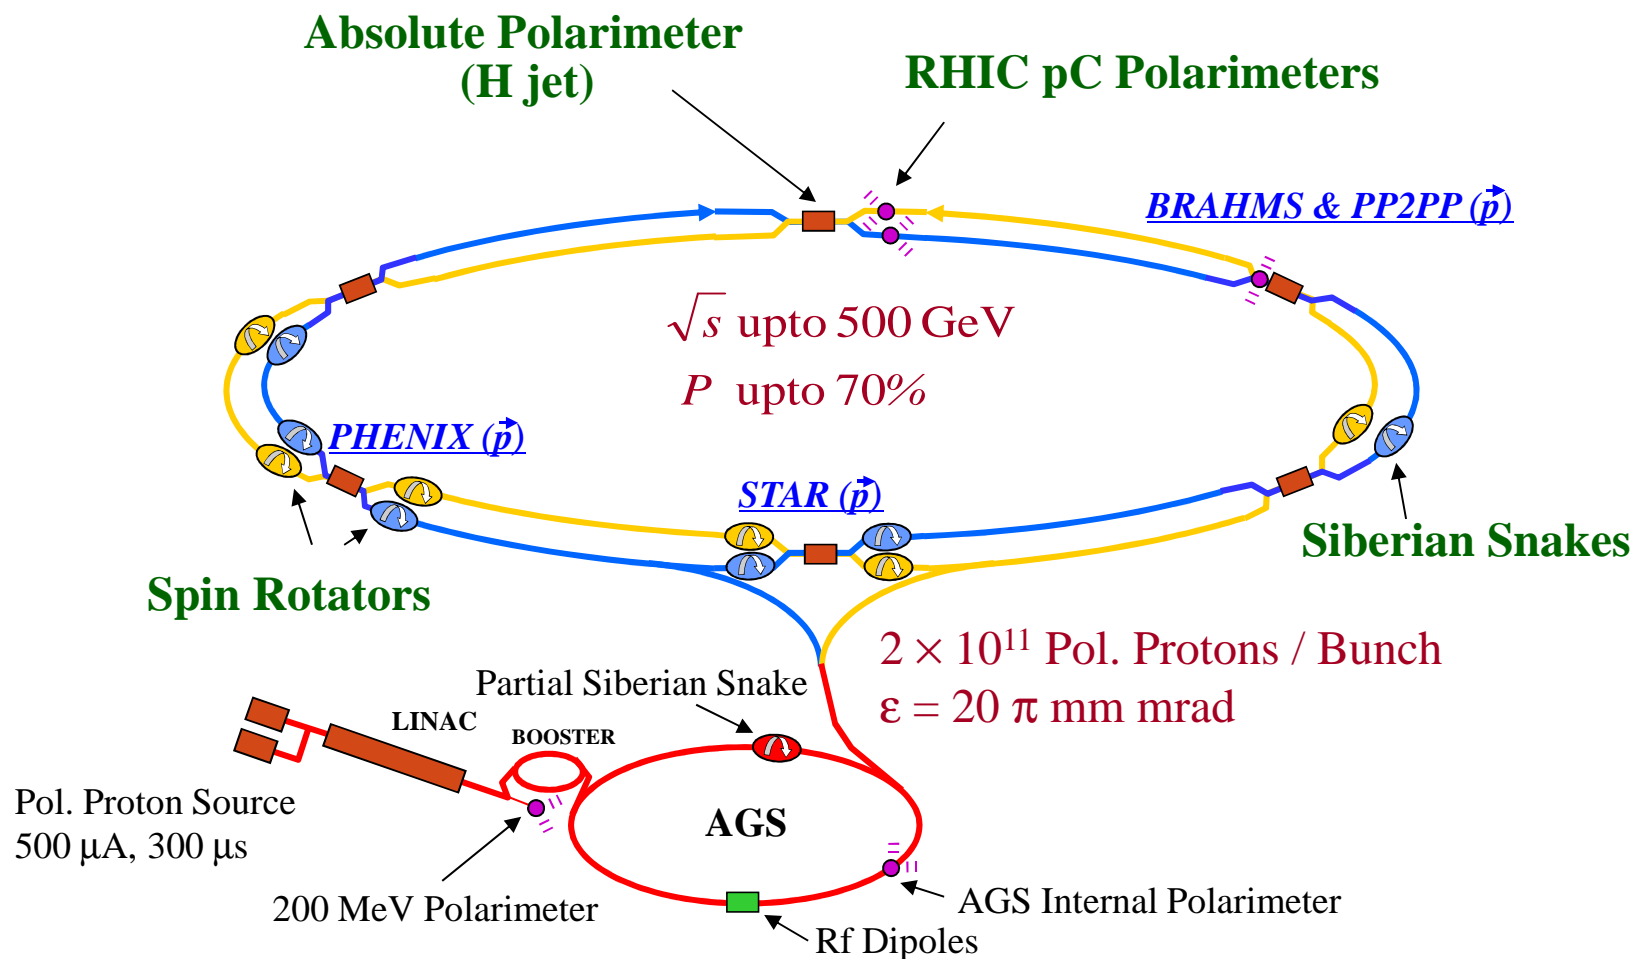 Absolute Polarimeter
(H jet)
RHIC pC Polarimeters
BRAHMS & PP2PP (p⃗)
√s upto 500 GeV
P upto 70%
PHENIX (p⃗)
STAR (p⃗)
Siberian Snakes
Spin Rotators
2 × 10¹¹ Pol. Protons / Bunch
ε = 20 π mm mrad
Partial Siberian Snake
LINAC
BOOSTER
Pol. Proton Source
500 μA, 300 μs
AGS
200 MeV Polarimeter
AGS Internal Polarimeter
Rf Dipoles